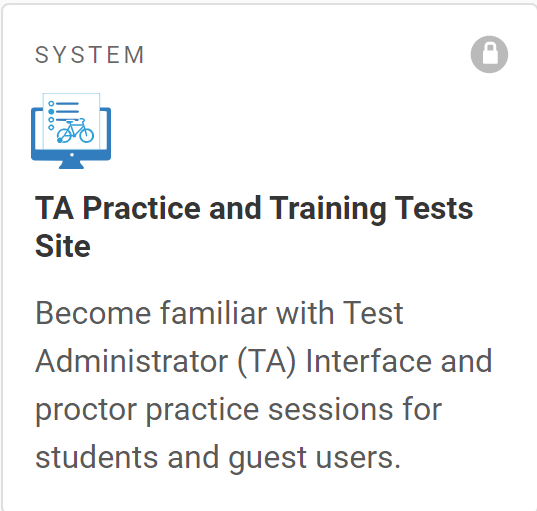 SYSTEM
TA Practice and Training Tests
Site
Become familiar with Test
Administrator (TA) Interface and
proctor practice sessions for
students and guest users.